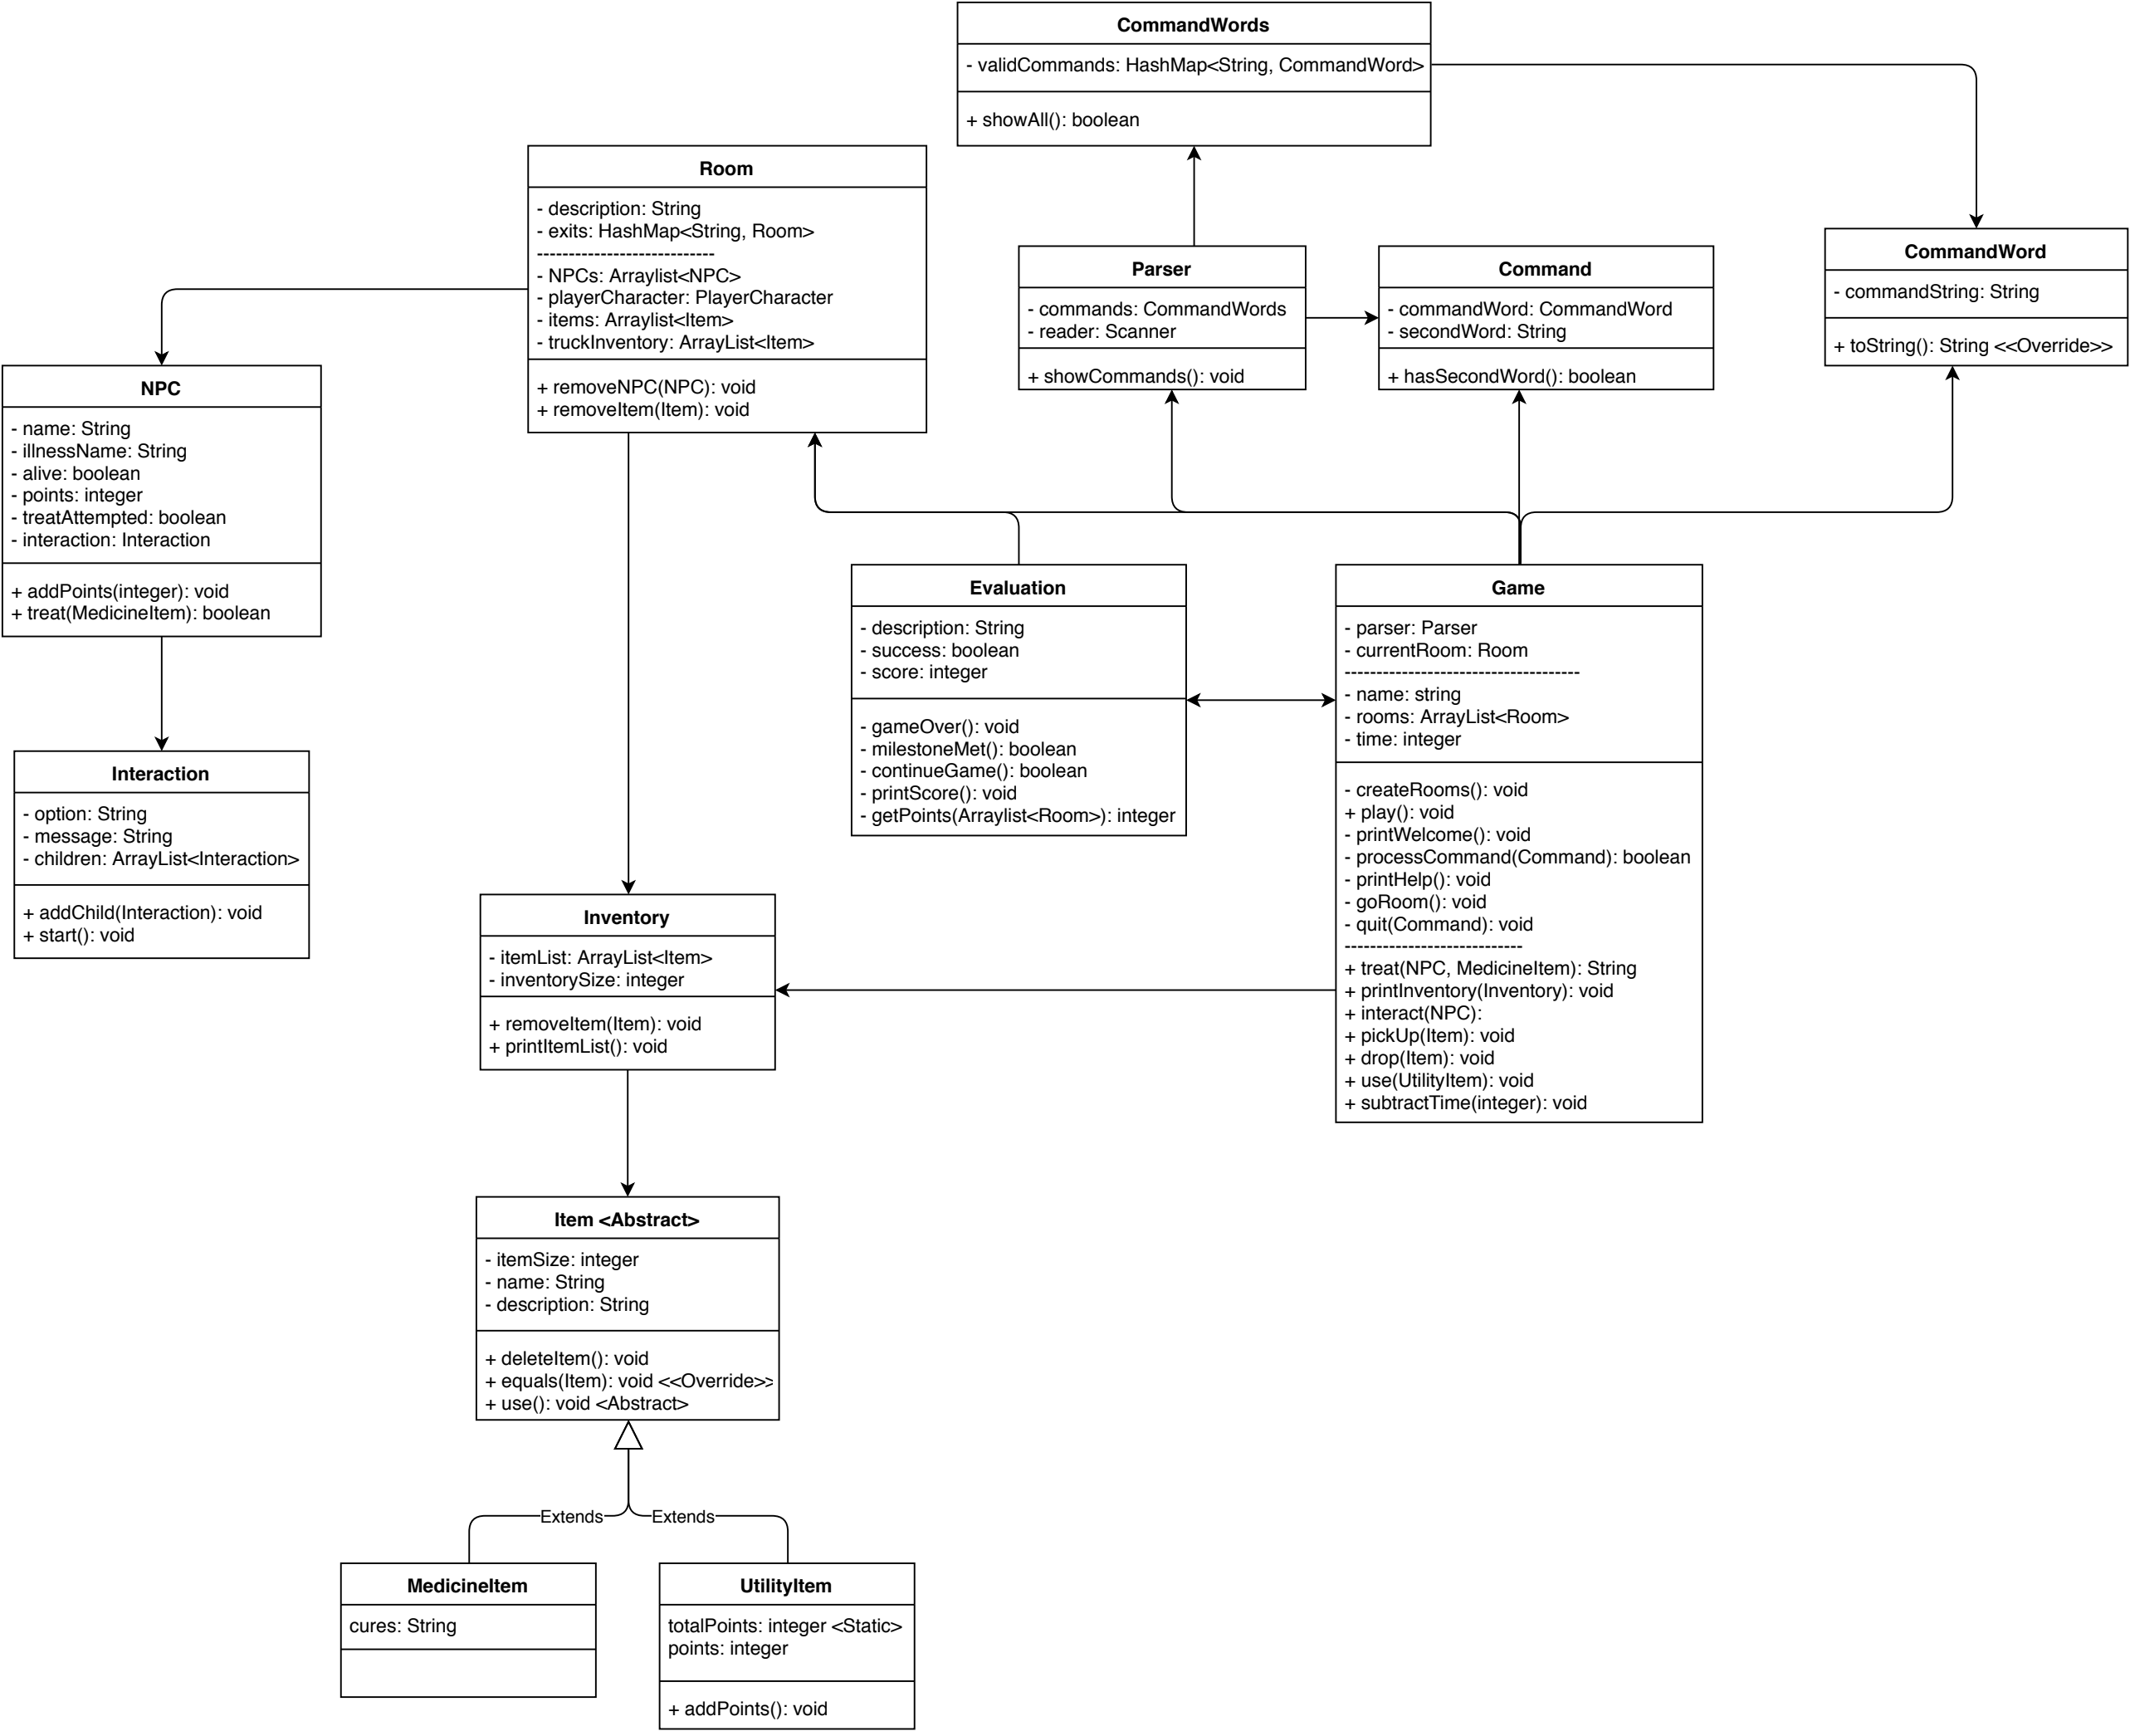 CommandWords
- validCommands: HashMap<String, CommandWord>
+ showAll(): boolean
Room
- description: String
- exits: HashMap<String, Room>
----------------------------
- NPCs: Arraylist<NPC>
- playerCharacter: PlayerCharacter
- items: Arraylist<Item>
- truckInventory: ArrayList<Item>
+ removeNPC(NPC): void
+ removeItem(Item): void
Parser
- commands: CommandWords
- reader: Scanner
+ showCommands(): void
Command
- commandWord: CommandWord
- secondWord: String
+ hasSecondWord(): boolean
CommandWord
- commandString: String
+ toString(): String <<Override>>
NPC
- name: String
- illnessName: String
- alive: boolean
- points: integer
- treatAttempted: boolean
- interaction: Interaction
+ addPoints(integer): void
+ treat(MedicineItem): boolean
Evaluation
- description: String
- success: boolean
- score: integer
- gameOver(): void
- milestoneMet(): boolean
- continueGame(): boolean
- printScore(): void
- getPoints(Arraylist<Room>): integer
Game
- parser: Parser
- currentRoom: Room
-------------------------------------
- name: string
- rooms: ArrayList<Room>
- time: integer
- createRooms(): void
+ play(): void
- printWelcome(): void
- processCommand(Command): boolean
- printHelp(): void
- goRoom(): void
- quit(Command): void
----------------------------
+ treat(NPC, MedicineItem): String
+ printInventory(Inventory): void
+ interact(NPC):
+ pickUp(Item): void
+ drop(Item): void
+ use(UtilityItem): void
+ subtractTime(integer): void
Interaction
- option: String
- message: String
- children: ArrayList<Interaction>
+ addChild(Interaction): void
+ start(): void
Inventory
- itemList: ArrayList<Item>
- inventorySize: integer
+ removeItem(Item): void
+ printItemList(): void
Item <Abstract>
- itemSize: integer
- name: String
- description: String
+ deleteItem(): void
+ equals(Item): void <<Override>>
+ use(): void <Abstract>
Extends
Extends
MedicineItem
cures: String
UtilityItem
totalPoints: integer <Static>
points: integer
+ addPoints(): void